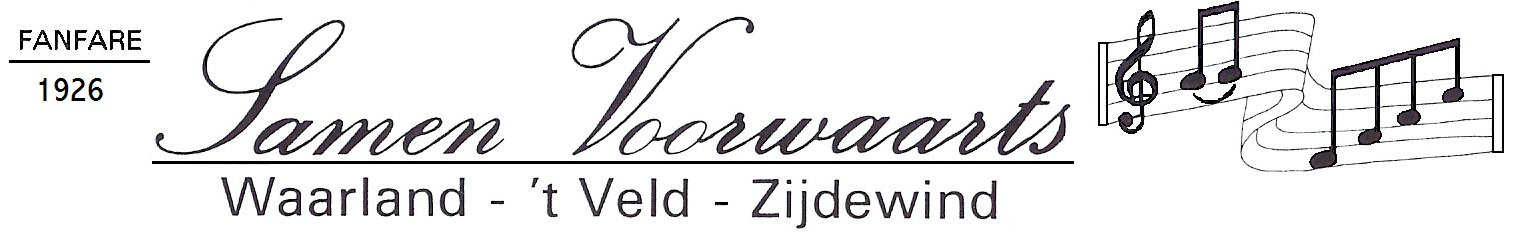 FANFARE
1926
Samen Voorwaarts
Waarland - 't Veld - Zijdewind